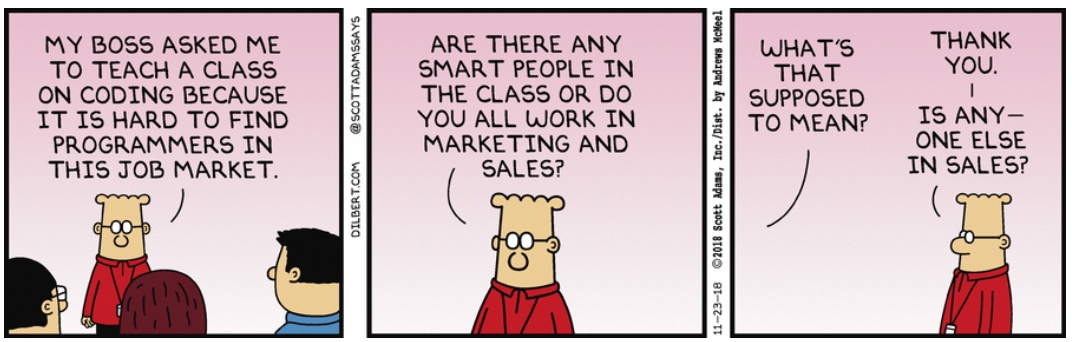 MY BOSS ASKED ME
TO TEACH A CLASS
ON CODING BECAUSE
IT IS HARD TO FIND
PROGRAMMERS IN
THIS JOB MARKET.
DILBERT.COM @SCOTTADAMSSAYS
ARE THERE ANY
SMART PEOPLE IN
THE CLASS OR DO
YOU ALL WORK IN
MARKETING AND
SALES?
11-23-18 ©2018 Scott Adams, Inc./Dist. by Andrews McMeel
WHAT'S
THAT
SUPPOSED
TO MEAN?
THANK
YOU.
IS ANY—
ONE ELSE
IN SALES?